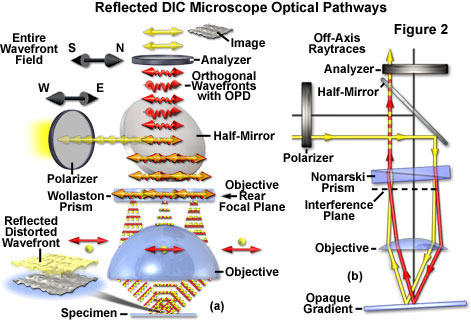 Reflected DIC Microscope Optical Pathways
Figure 2
Entire
Wavefront
Field
S N
W E
Image
Analyzer
Orthogonal
Wavefronts
with OPD
Half-Mirror
Polarizer
Wollaston
Prism
Objective
Rear
Focal Plane
Reflected
Distorted
Wavefront
Objective
Specimen
(a)
Off-Axis
Raytraces
Analyzer
Half-Mirror
Polarizer
Nomarski
Prism
Interference
Plane
Objective
(b)
Opaque
Gradient